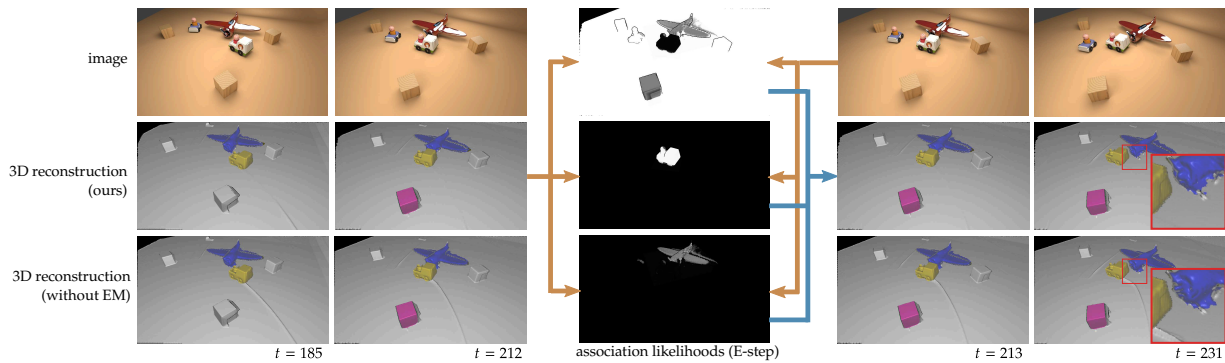 image
3D reconstruction
(ours)
3D reconstruction
(without EM)
t = 185
t = 212
association likelihoods (E-step)
t = 213
t = 231